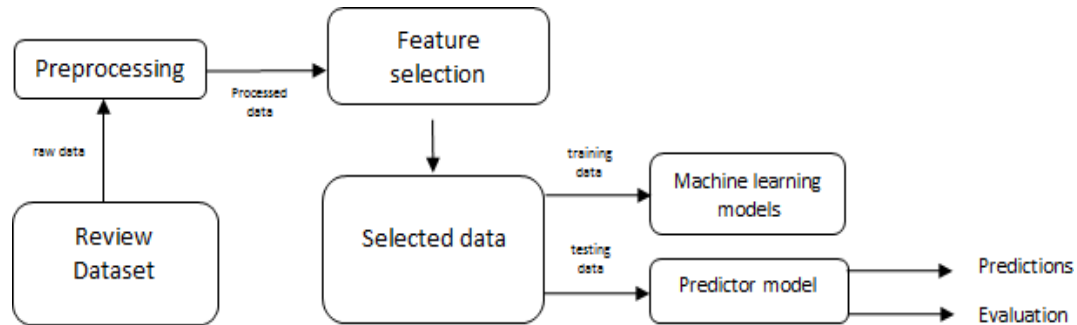 Feature
selection
Preprocessing
Processed
data
raw data
training
data
Machine learning
models
Review
Dataset
Selected data
testing
data
Predictor model
Predictions
Evaluation